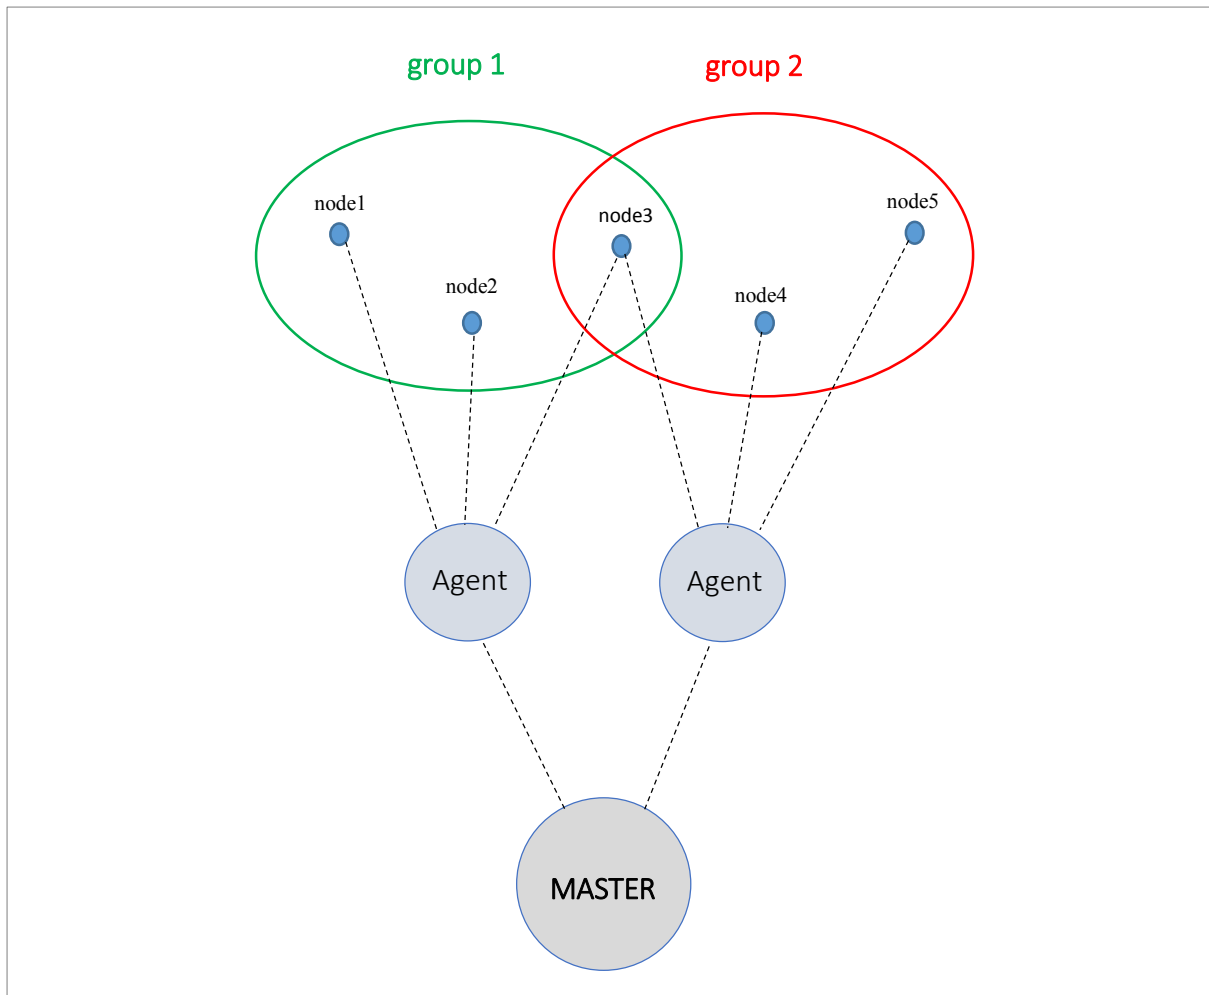 group 1
group 2
node1
node3
node5
node2
node4
Agent
Agent
MASTER